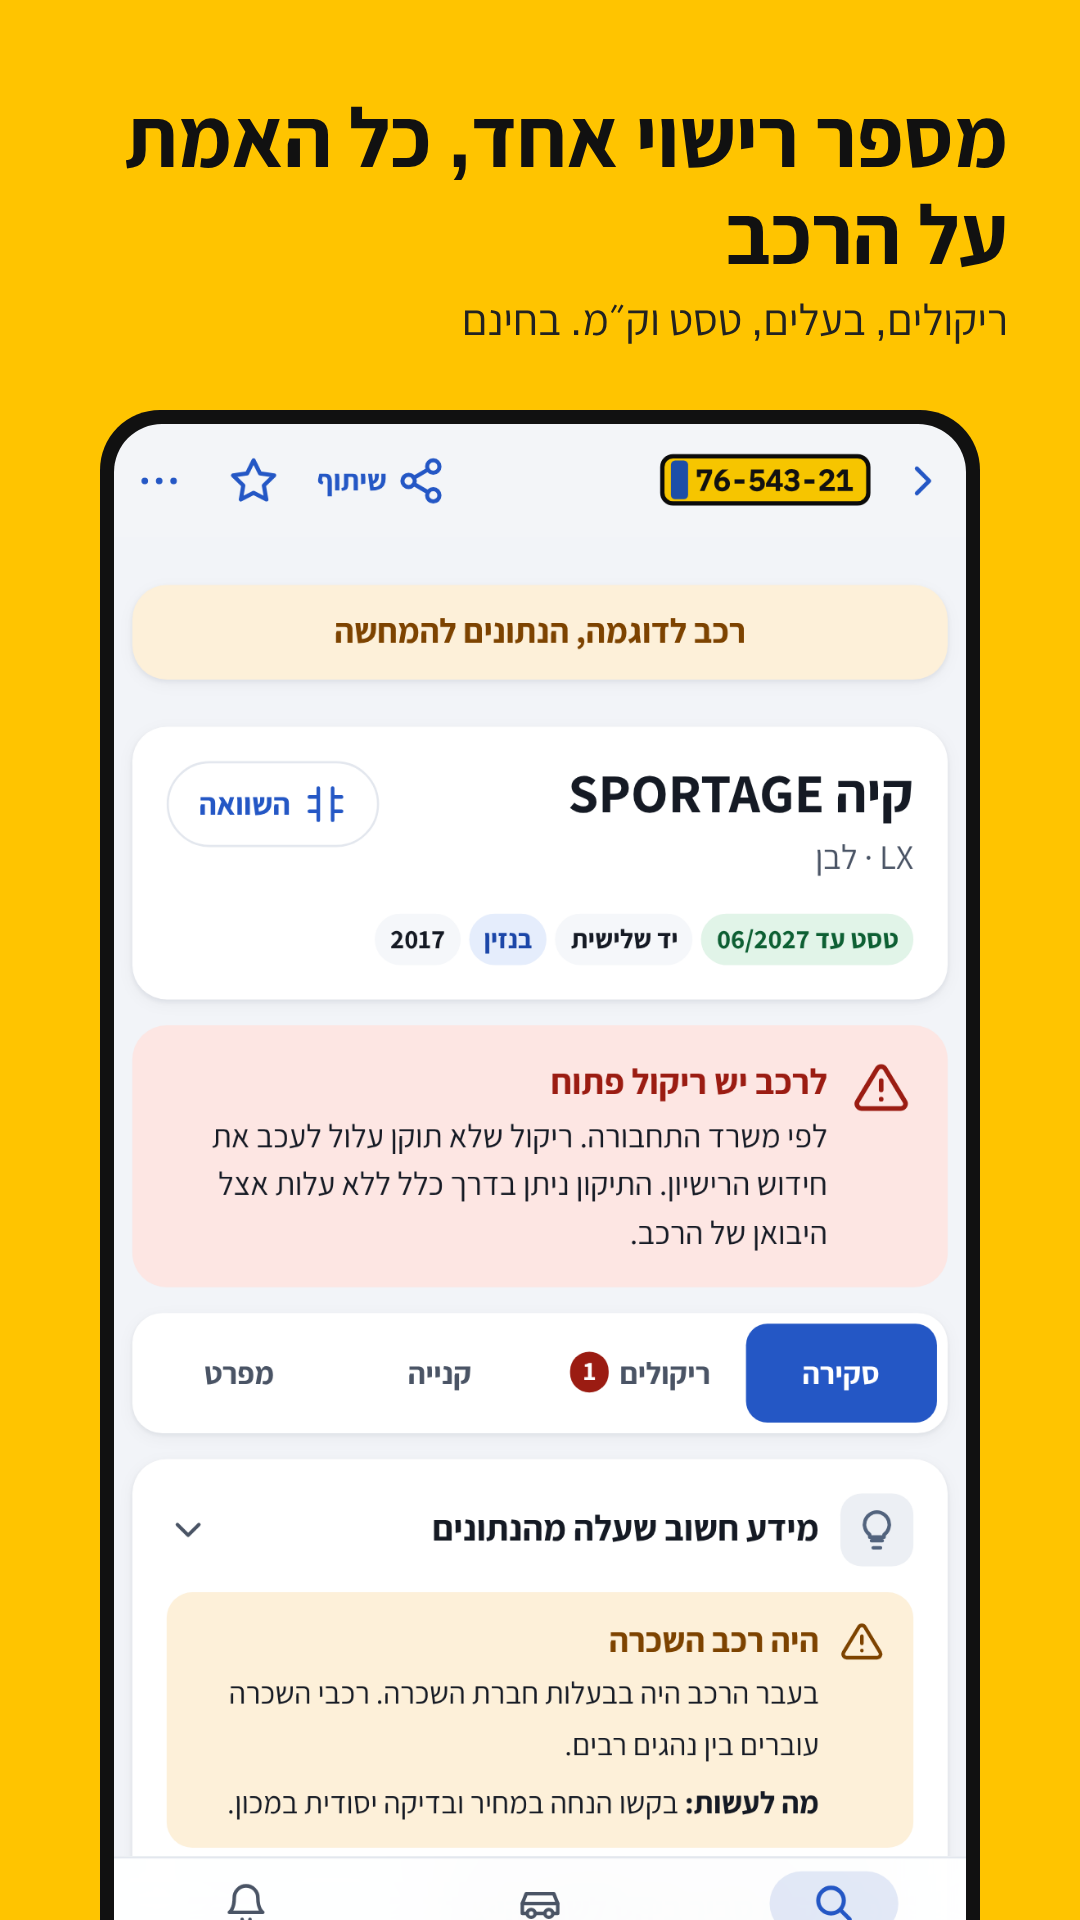 מספר רישוי אחד, כל האמת
על הרכב
ריקולים, בעלים, טסט וק״מ. בחינם
76-543-21
שיתוף
רכב לדוגמה, הנתונים להמחשה
קיה SPORTAGE
השוואה
LX · לבן
טסט עד 06/2027
יד שלישית
בנזין
2017
לרכב יש ריקול פתוח
לפי משרד התחבורה. ריקול שלא תוקן עלול לעכב את
חידוש הרישיון. התיקון ניתן בדרך כלל ללא עלות אצל
היבואן של הרכב.
סקירה
ריקולים 1
קנייה
מפרט
מידע חשוב שעלה מהנתונים
היה רכב השכרה
בעבר הרכב היה בבעלות חברת השכרה. רכבי השכרה
עוברים בין נהגים רבים.
מה לעשות: בקשו הנחה במחיר ובדיקה יסודית במכון.